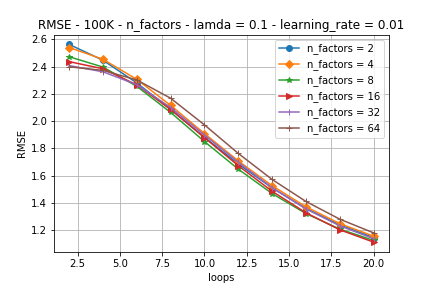 RMSE - 100K - n_factors - lamda = 0.1 - learning_rate = 0.01
2.6
2.4
2.2
2.0
1.8
1.6
1.4
1.2
RMSE
n_factors = 2
n_factors = 4
n_factors = 8
n_factors = 16
n_factors = 32
n_factors = 64
2.5 5.0 7.5 10.0 12.5 15.0 17.5 20.0
loops